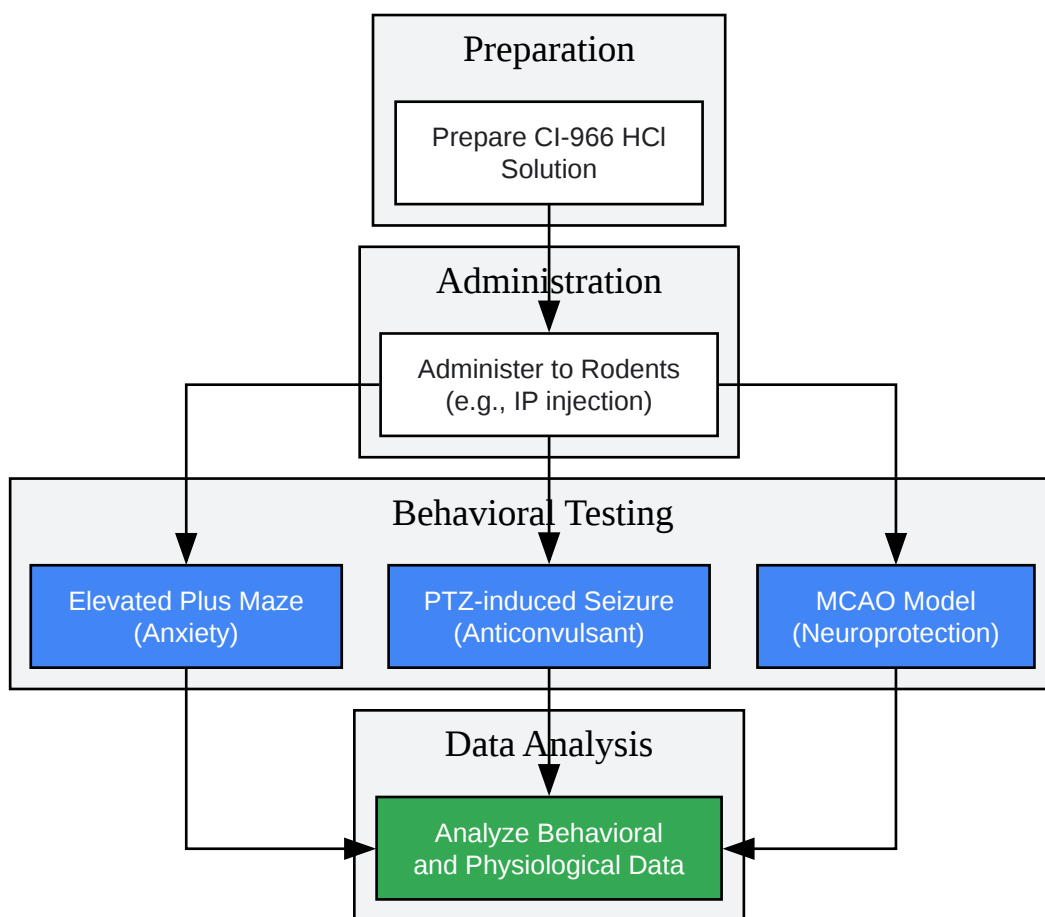 Preparation
Prepare CI-966 HCl
Solution
Administration
Administer to Rodents
(e.g., IP injection)
Behavioral Testing
Elevated Plus Maze
(Anxiety)
PTZ-induced Seizure
(Anticonvulsant)
MCAO Model
(Neuroprotection)
Data Analysis
Analyze Behavioral
and Physiological Data